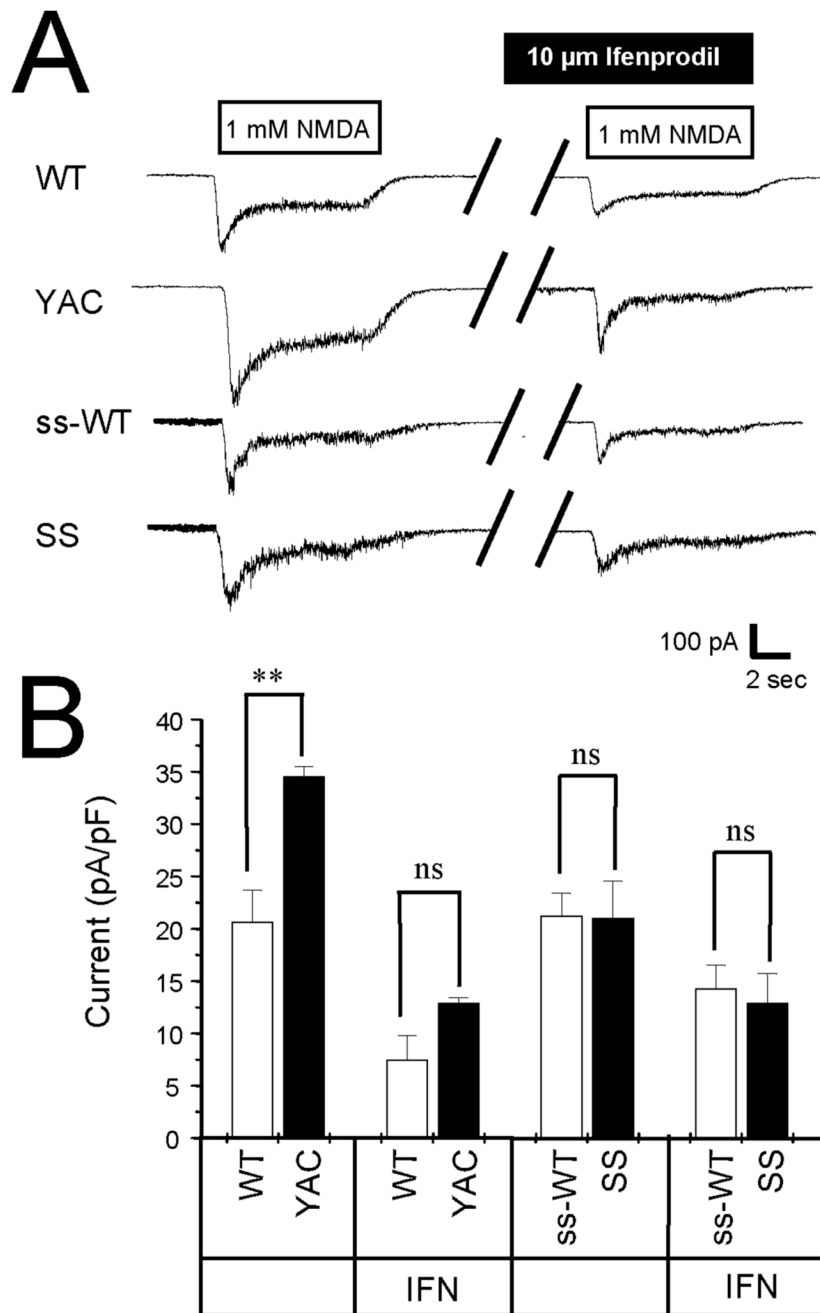 A
10 µm Ifenprodil
1 mM NMDA
1 mM NMDA
WT
YAC
ss-WT
SS
100 pA
2 sec
B
**
ns
ns
ns
Current (pA/pF)
40
35
30
25
20
15
10
5
0
WT
YAC
WT
YAC
ss-WT
SS
ss-WT
SS
IFN
IFN